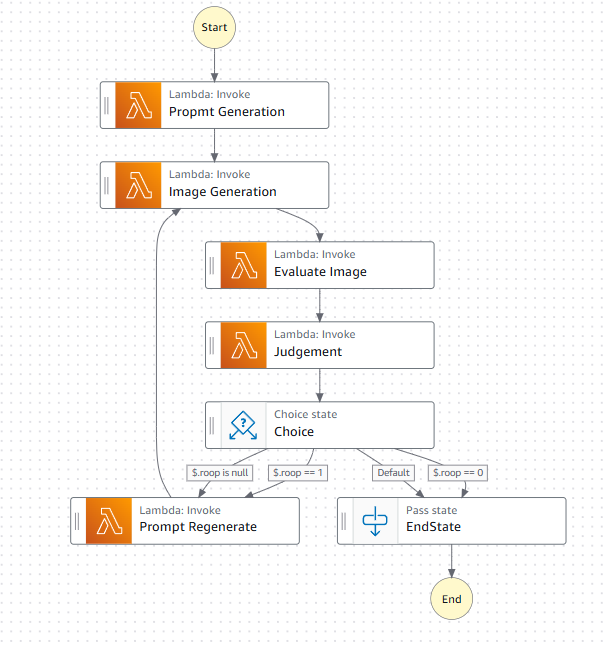 Start
Lambda: Invoke
Propmt Generation
Lambda: Invoke
Image Generation
Lambda: Invoke
Evaluate Image
Lambda: Invoke
Judgement
Choice state
Choice
$.roop is null
$.roop == 1
Default
$.roop == 0
Lambda: Invoke
Prompt Regenerate
Pass state
EndState
End